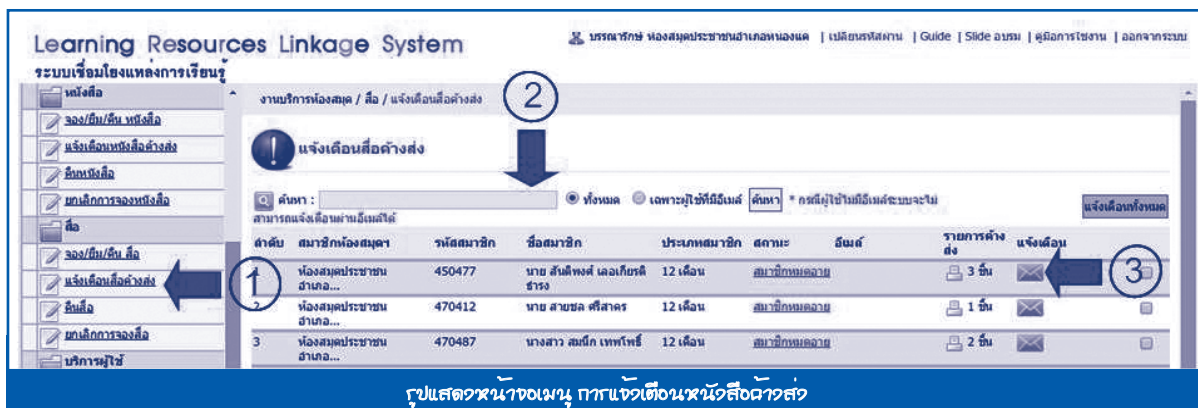 Learning Resources Linkage System
ระบบเชื่อมโยงแหล่งการเรียนรู้
บรรณารักษ์ ห้องสมุดประชาชนอำเภอหนองแค | เปลี่ยนรหัสผ่าน | Guide | Slide อบรม | คู่มือการใช้งาน | ออกจากระบบ
หนังสือ
จอง/ยืม/คืน หนังสือ
แจ้งเตือนหนังสือค้างส่ง
คืนหนังสือ
ยกเลิกการจองหนังสือ
สื่อ
จอง/ยืม/คืน สื่อ
แจ้งเตือนสื่อค้างส่ง
คืนสื่อ
ยกเลิกการจองสื่อ
บริการผู้ใช้
1
งานบริการห้องสมุด / สื่อ / แจ้งเตือนสื่อค้างส่ง
2
แจ้งเตือนสื่อค้างส่ง
ค้นหา : ทั้งหมด เฉพาะผู้ใช้ที่มีอีเมล์ ค้นหา * กรณีผู้ใช้ไม่มีอีเมล์ระบบจะไม่
สามารถแจ้งเตือนผ่านอีเมล์ได้
แจ้งเตือนทั้งหมด
ลำดับ สมาชิกห้องสมุดฯ รหัสสมาชิก ชื่อสมาชิก ประเภทสมาชิก สถานะ อีเมล์ รายการค้าง แจ้งเตือน
ส่ง
ห้องสมุดประชาชน 450477 นาย สันติพงศ์ เลอเกียรติ 12 เดือน สมาชิกหมดอายุ 3 ชิ้น
อำเภอ... ธำรง
3
2 ห้องสมุดประชาชน 470412 นาย สายชล ศรีสาคร 12 เดือน สมาชิกหมดอายุ 1 ชิ้น
อำเภอ...
3 ห้องสมุดประชาชน 470487 นางสาว สมนึก เทพโพธิ์ 12 เดือน สมาชิกหมดอายุ 2 ชิ้น
อำเภอ...
รูปแสดงหน้าจอเมนู การแจ้งเตือนหนังสือค้างส่ง